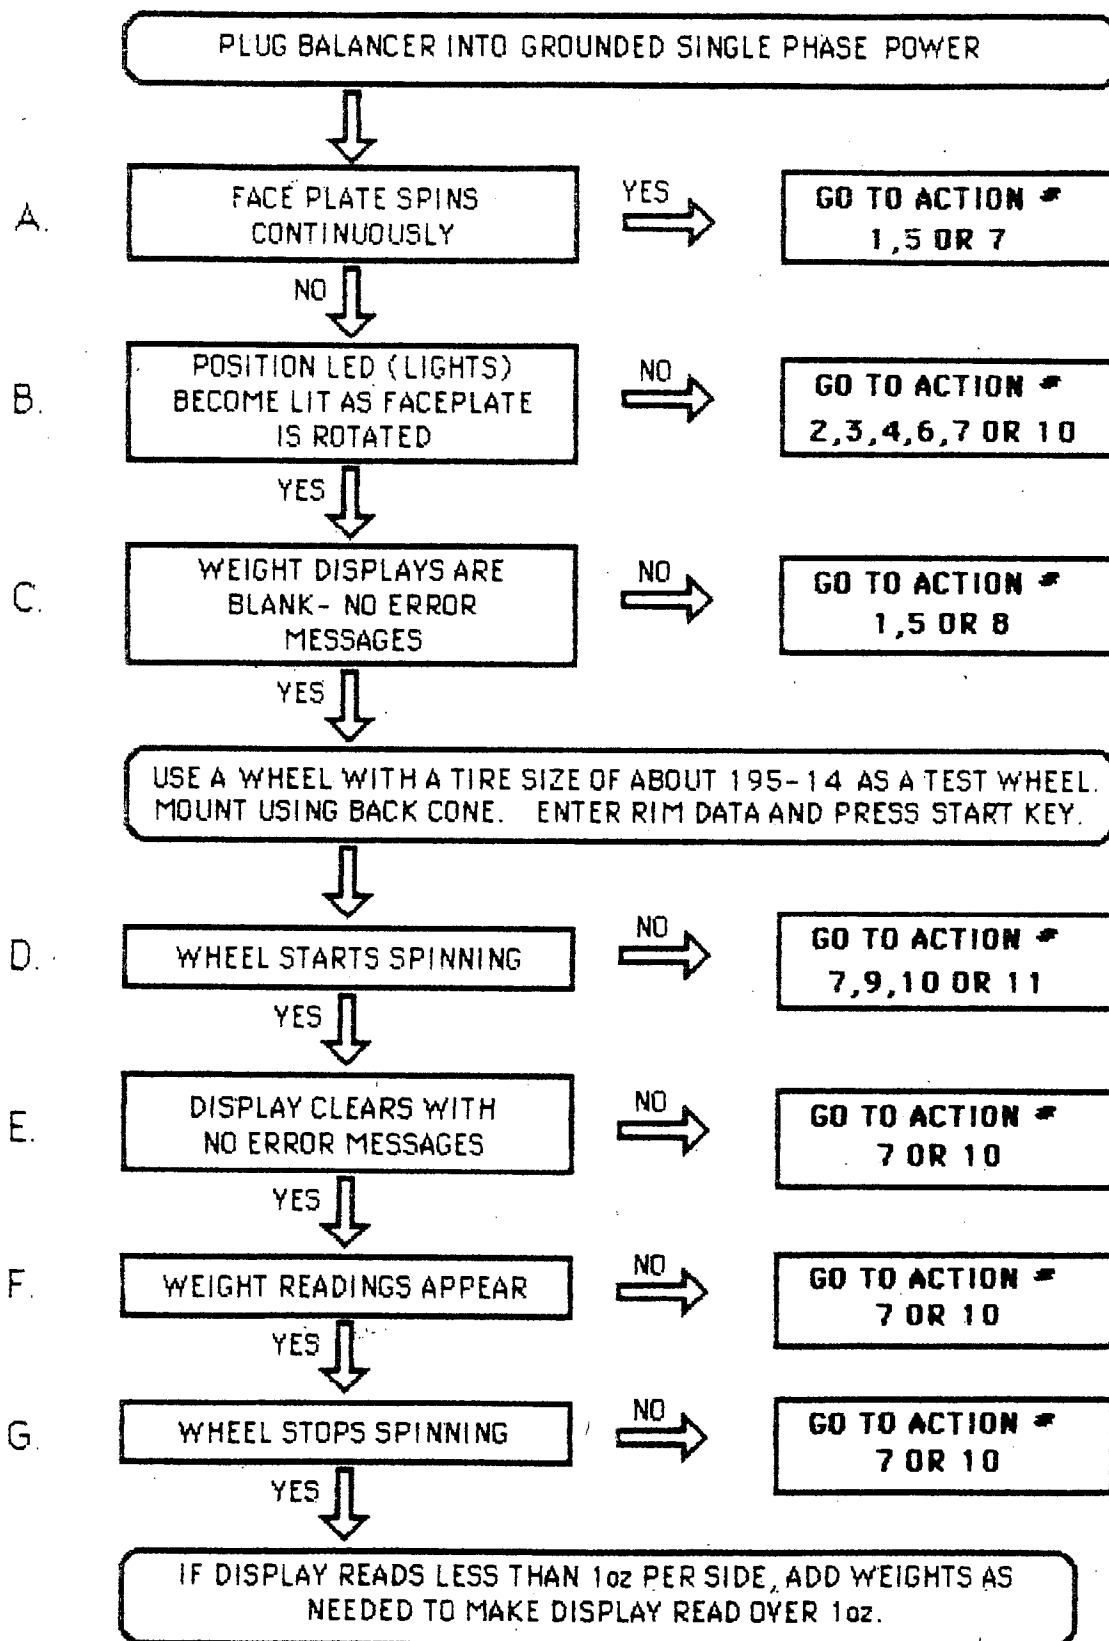 PLUG BALANCER INTO GROUNDED SINGLE PHASE POWER
A.
FACE PLATE SPINS
CONTINUOUSLY
YES
GO TO ACTION #
1,5 OR 7
NO
B.
POSITION LED (LIGHTS)
BECOME LIT AS FACEPLATE
IS ROTATED
NO
GO TO ACTION #
2,3,4,6,7 OR 10
YES
C.
WEIGHT DISPLAYS ARE
BLANK- NO ERROR
MESSAGES
NO
GO TO ACTION #
1,5 OR 8
YES
USE A WHEEL WITH A TIRE SIZE OF ABOUT 195-14 AS A TEST WHEEL.
MOUNT USING BACK CONE. ENTER RIM DATA AND PRESS START KEY.
D.
WHEEL STARTS SPINNING
NO
GO TO ACTION #
7,9,10 OR 11
YES
E.
DISPLAY CLEARS WITH
NO ERROR MESSAGES
NO
GO TO ACTION #
7 OR 10
YES
F.
WEIGHT READINGS APPEAR
NO
GO TO ACTION #
7 OR 10
YES
G.
WHEEL STOPS SPINNING
NO
GO TO ACTION #
7 OR 10
YES
IF DISPLAY READS LESS THAN 1oz PER SIDE, ADD WEIGHTS AS
NEEDED TO MAKE DISPLAY READ OVER 1oz.